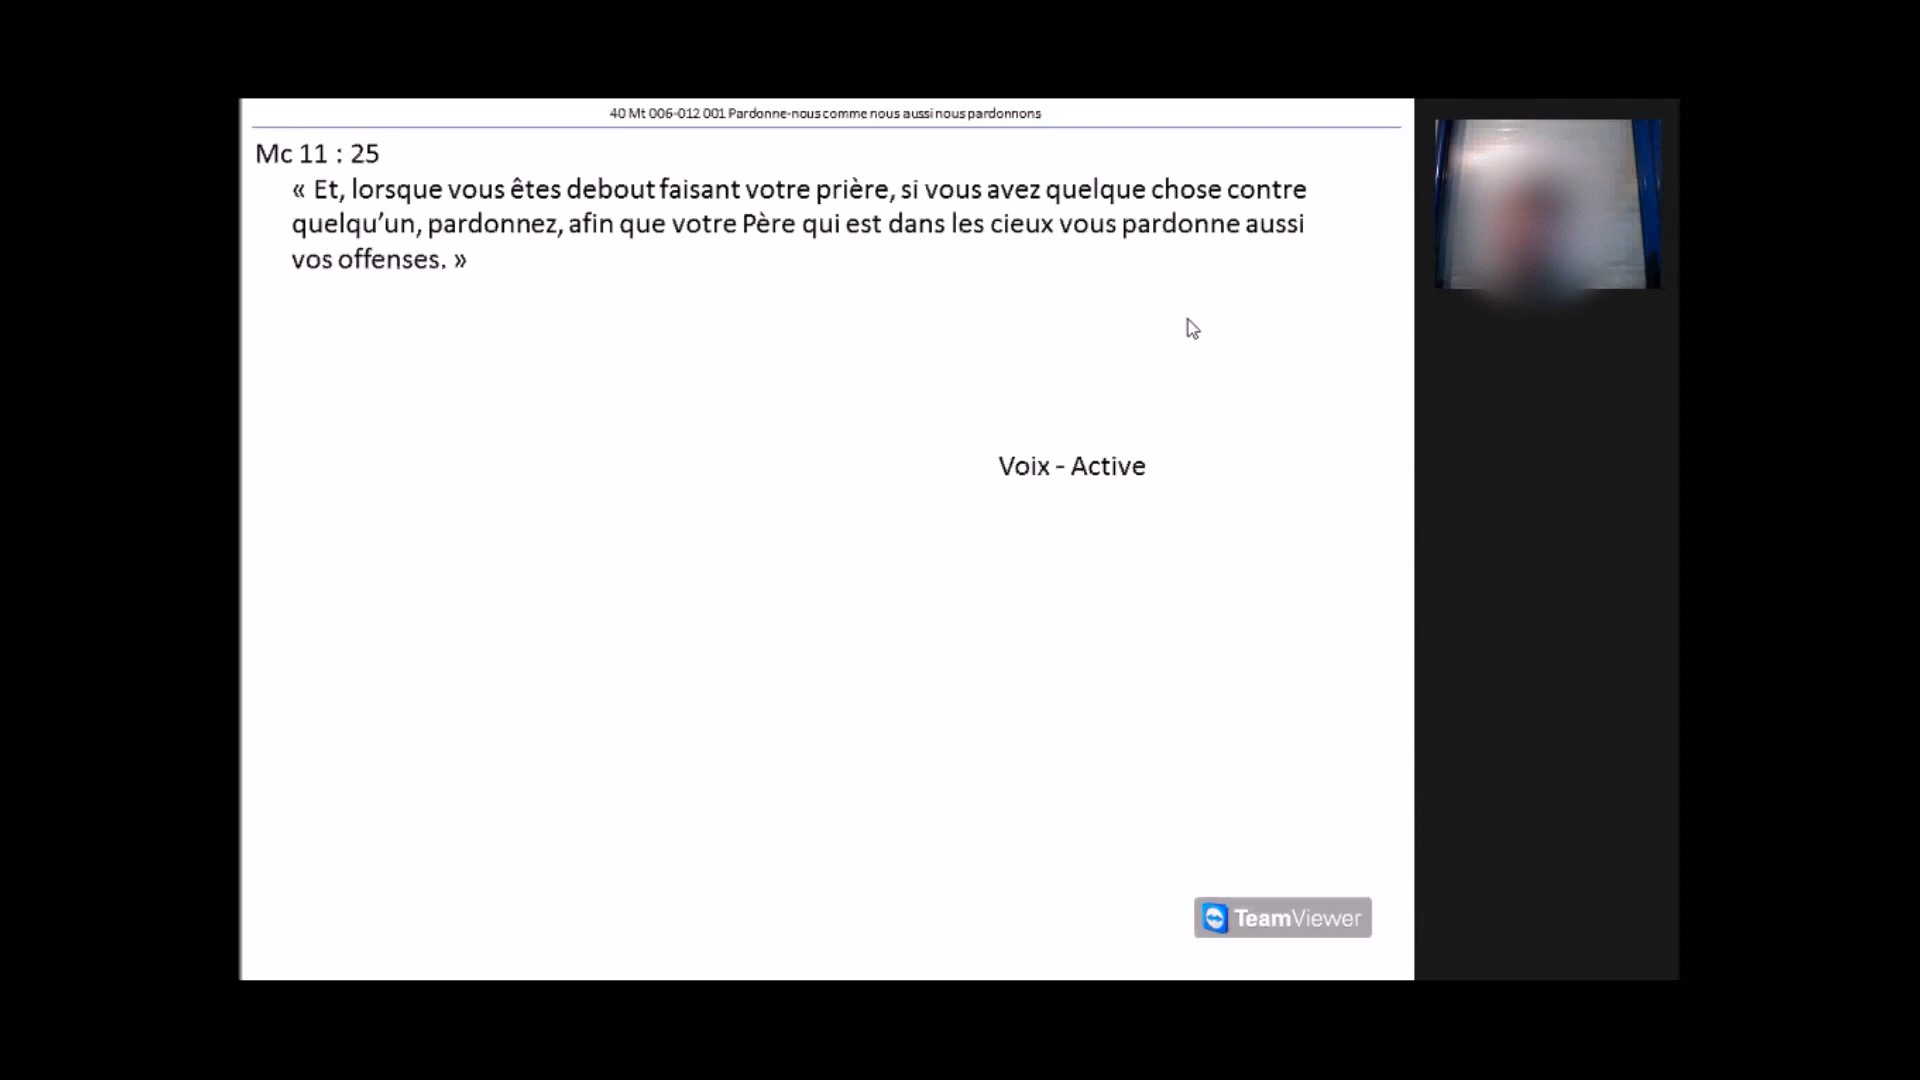 40 Mt 006-012 001 Pardonne-nous comme nous aussi nous pardonnons
Mc 11 : 25
« Et, lorsque vous êtes debout faisant votre prière, si vous avez quelque chose contre
quelqu’un, pardonnez, afin que votre Père qui est dans les cieux vous pardonne aussi
vos offenses. »
Voix - Active
TeamViewer